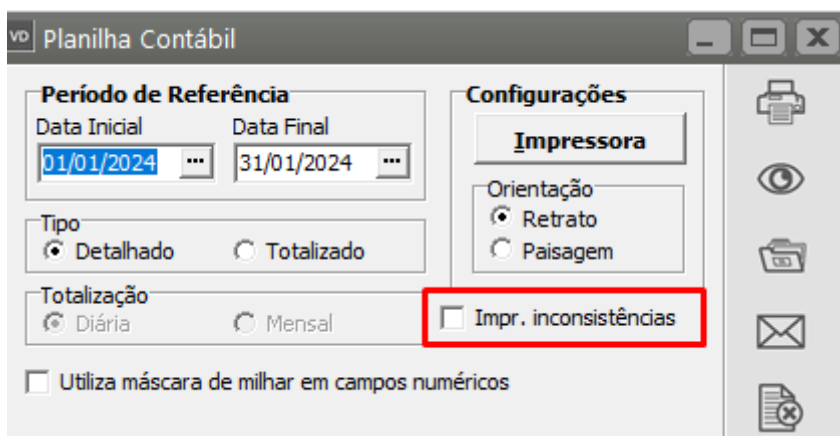 VD Planilha Contábil
Período de Referência
Data Inicial Data Final
01/01/2024 ... 31/01/2024 ...
Tipo
Detalhado Totalizado
Totalização
Diária Mensal
Utiliza máscara de milhar em campos numéricos
Configurações
Impressora
Orientação
Retrato
Paisagem
Impr. inconsistências